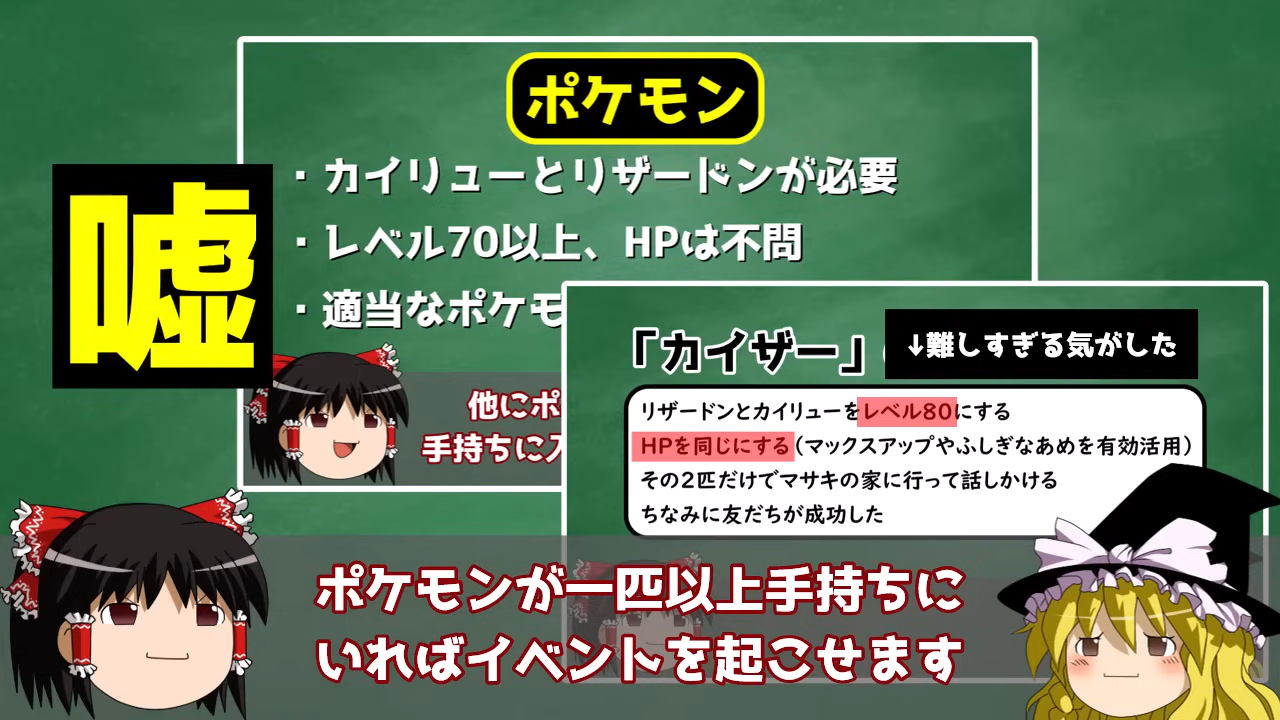 ポケモン
・カイリューとリザードンが必要
・レベル70以上、HPは不問
・適当なポケモ
嘘
他にポ
手持ちに入
「カイザー」
↓難しすぎる気がした
リザードンとカイリューをレベル80にする
HPを同じにする(マックスアップやふしぎなあめを有効活用)
その2匹だけでマサキの家に行って話しかける
ちなみに友だちが成功した
ポケモンが一匹以上手持ちに
いればイベントを起こせます